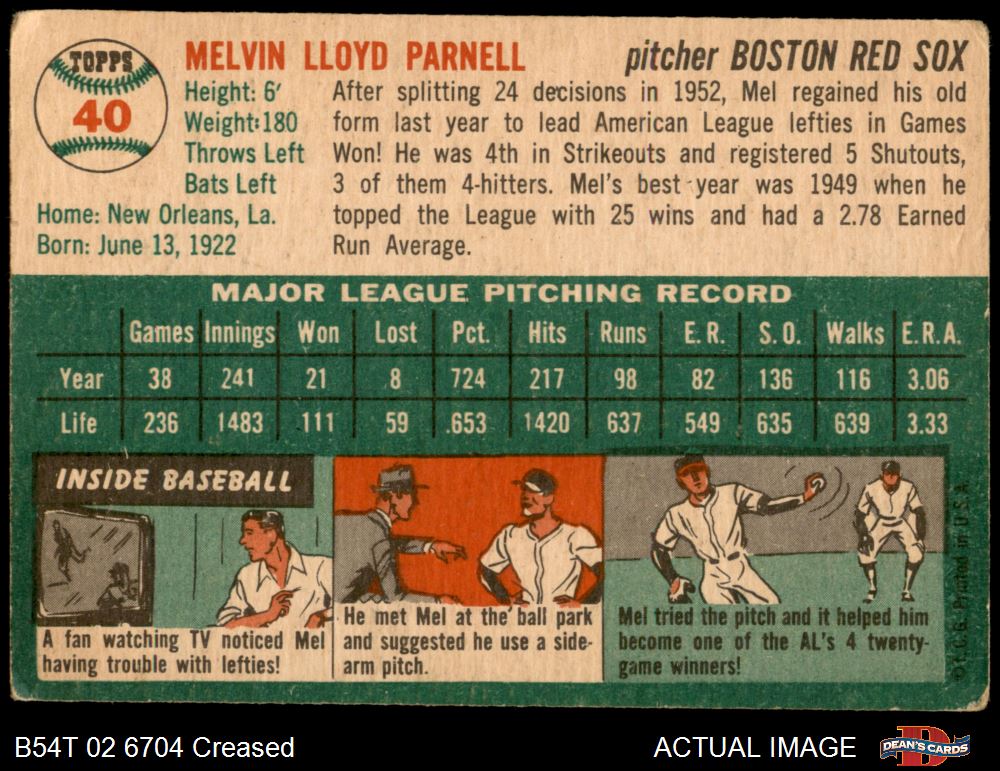 TOPPS
40
MELVIN LLOYD PARNELL
pitcher BOSTON RED SOX
Height: 6'
Weight:180
Throws Left
Bats Left
Home: New Orleans, La.
Born: June 13, 1922
After splitting 24 decisions in 1952, Mel regained his old
form last year to lead American League lefties in Games
Won! He was 4th in Strikeouts and registered 5 Shutouts,
3 of them 4-hitters. Mel's best year was 1949 when he
topped the League with 25 wins and had a 2.78 Earned
Run Average.
MAJOR LEAGUE PITCHING RECORD
Games Innings Won Lost Pct. Hits Runs E. R. S. O. Walks E. R. A.
Year 38 241 21 8 724 217 98 82 136 116 3.06
Life 236 1483 111 59 .653 1420 637 549 635 639 3.33
INSIDE BASEBALL
A fan watching TV noticed Mel
having trouble with lefties!
He met Mel at the ball park
and suggested he use a side-
arm pitch.
Mel tried the pitch and it helped him
become one of the AL's 4 twenty-
game winners!
© T. C. G. Printed in U.S.A.
B54T 02 6704 Creased
ACTUAL IMAGE
DEAN'S CARDS